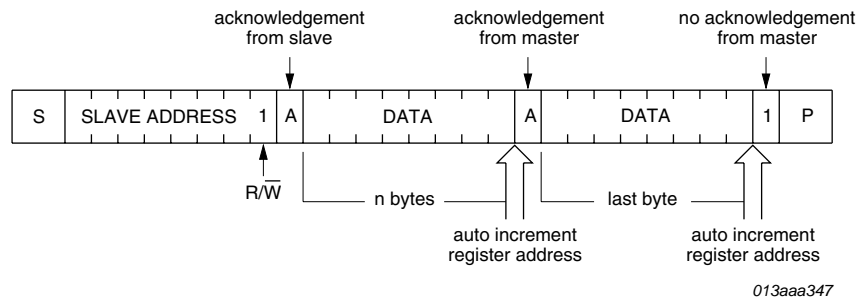 acknowledgement
from slave
acknowledgement
from master
no acknowledgement
from master
S SLAVE ADDRESS 1 A DATA A DATA 1 P
R/W̅
n bytes
last byte
auto increment
register address
auto increment
register address
013aaa347